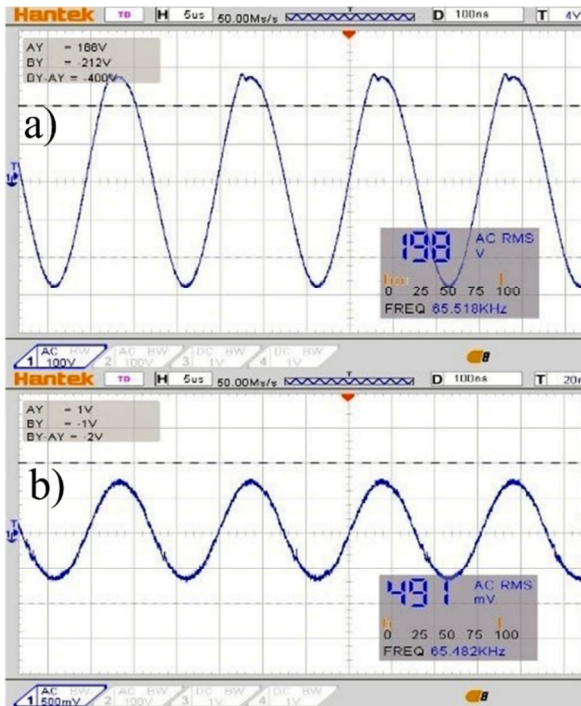 Hantek TD H 5us 50.00Ms/s T D 100ns T 4V
AY = 188V
BY = -212V
BY-AY = -400V
a)
T
198 AC RMS
V
0 25 50 75 100
FREQ 65.518KHz
1 AC BW 2 AC BW 3 DC BW 4 DC BW
100V 100V 1V 1V
Hantek TD H 5us 50.00Ms/s T D 100ns T 20m
AY = 1V
BY = -1V
BY-AY = -2V
b)
T
491 AC RMS
mV
0 25 50 75 100
FREQ 65.482KHz
1 AC BW 2 AC BW 3 DC BW 4 DC BW
500mV 100V 1V 1V